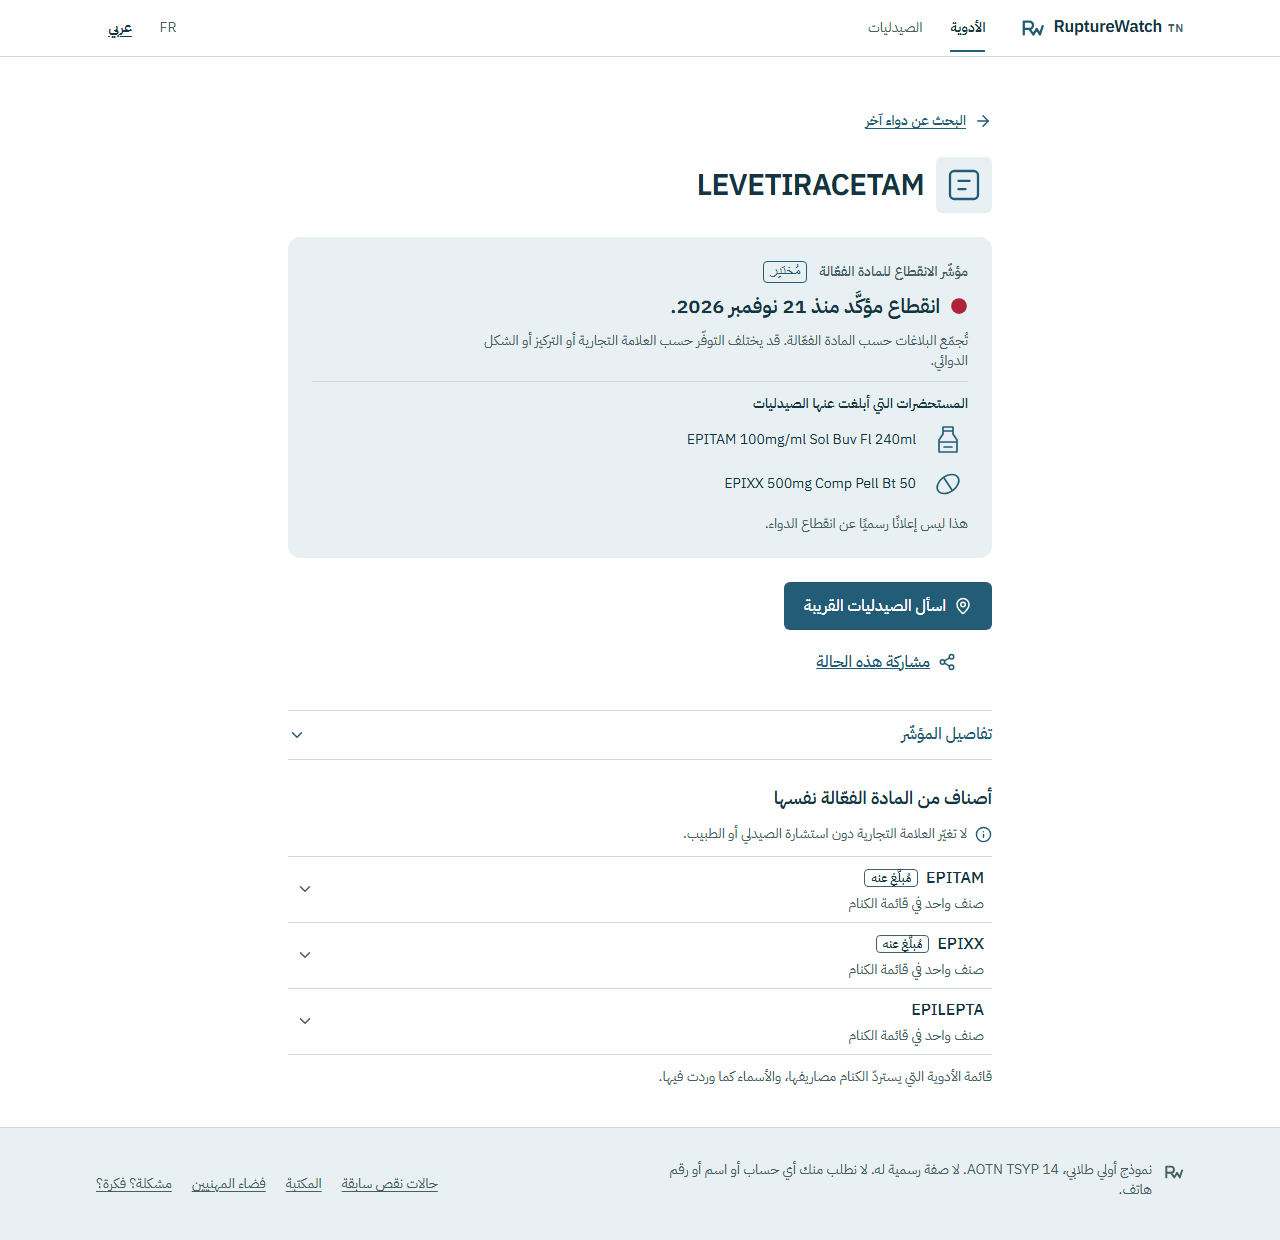 RuptureWatch TN
الأدوية
الصيدليات
FR
عربي
البحث عن دواء آخر
LEVETIRACETAM
مؤشّر الانقطاع للمادة الفعّالة
مُختبَر
انقطاع مؤكَّد منذ 21 نوفمبر 2026.
تُجمّع البلاغات حسب المادة الفعّالة. قد يختلف التوفّر حسب العلامة التجارية أو التركيز أو الشكل
الدوائي.
المستحضرات التي أبلغت عنها الصيدليات
EPITAM 100mg/ml Sol Buv Fl 240ml
EPIXX 500mg Comp Pell Bt 50
هذا ليس إعلانًا رسميًا عن انقطاع الدواء.
اسأل الصيدليات القريبة
مشاركة هذه الحالة
تفاصيل المؤشّر
أصناف من المادة الفعّالة نفسها
لا تغيّر العلامة التجارية دون استشارة الصيدلي أو الطبيب.
EPITAM مُبلَّغ عنه
صنف واحد في قائمة الكنام
EPIXX مُبلَّغ عنه
صنف واحد في قائمة الكنام
EPILEPTA
صنف واحد في قائمة الكنام
قائمة الأدوية التي يستردّ الكنام مصاريفها، والأسماء كما وردت فيها.
نموذج أولي طلابي، AOTN TSYP 14. لا صفة رسمية له. لا نطلب منك أي حساب أو اسم أو رقم
هاتف.
حالات نقص سابقة
المكتبة
فضاء المهنيين
مشكلة؟ فكرة؟